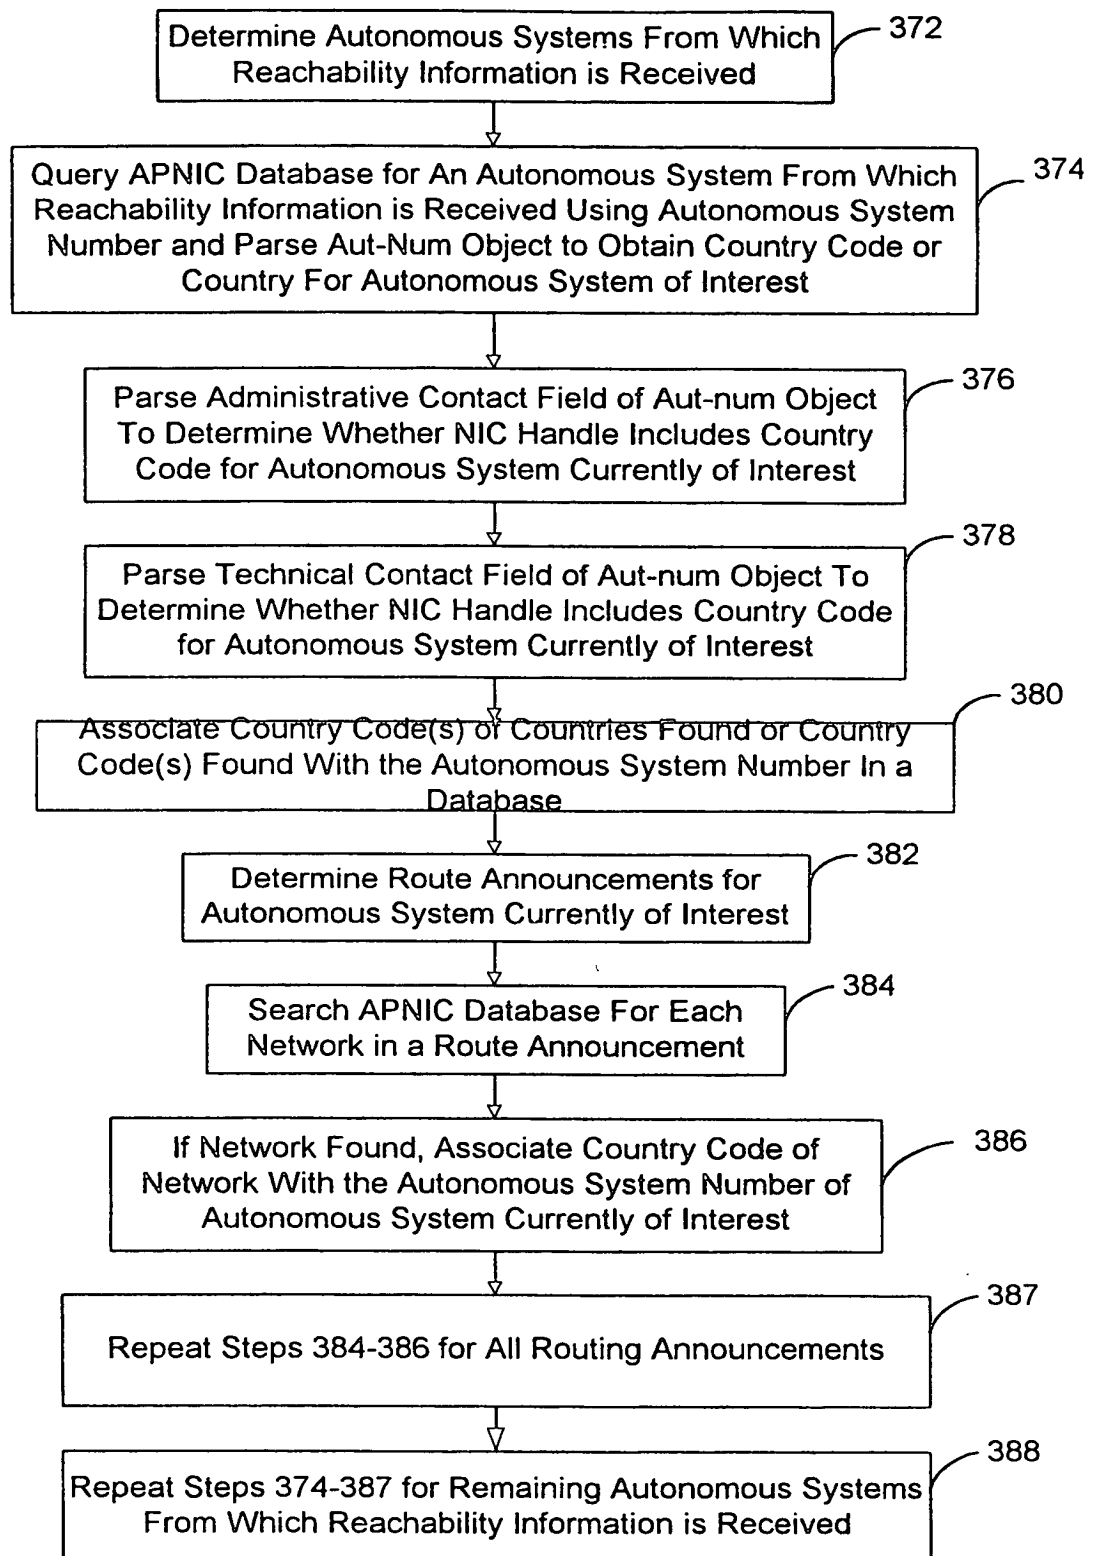 Determine Autonomous Systems From Which
Reachability Information is Received
372
Query APNIC Database for An Autonomous System From Which
Reachability Information is Received Using Autonomous System
Number and Parse Aut-Num Object to Obtain Country Code or
Country For Autonomous System of Interest
374
Parse Administrative Contact Field of Aut-num Object
To Determine Whether NIC Handle Includes Country
Code for Autonomous System Currently of Interest
376
Parse Technical Contact Field of Aut-num Object To
Determine Whether NIC Handle Includes Country Code
for Autonomous System Currently of Interest
378
Associate Country Code(s) of Countries Found or Country
Code(s) Found With the Autonomous System Number In a
Database
380
Determine Route Announcements for
Autonomous System Currently of Interest
382
Search APNIC Database For Each
Network in a Route Announcement
384
If Network Found, Associate Country Code of
Network With the Autonomous System Number of
Autonomous System Currently of Interest
386
Repeat Steps 384-386 for All Routing Announcements
387
Repeat Steps 374-387 for Remaining Autonomous Systems
From Which Reachability Information is Received
388